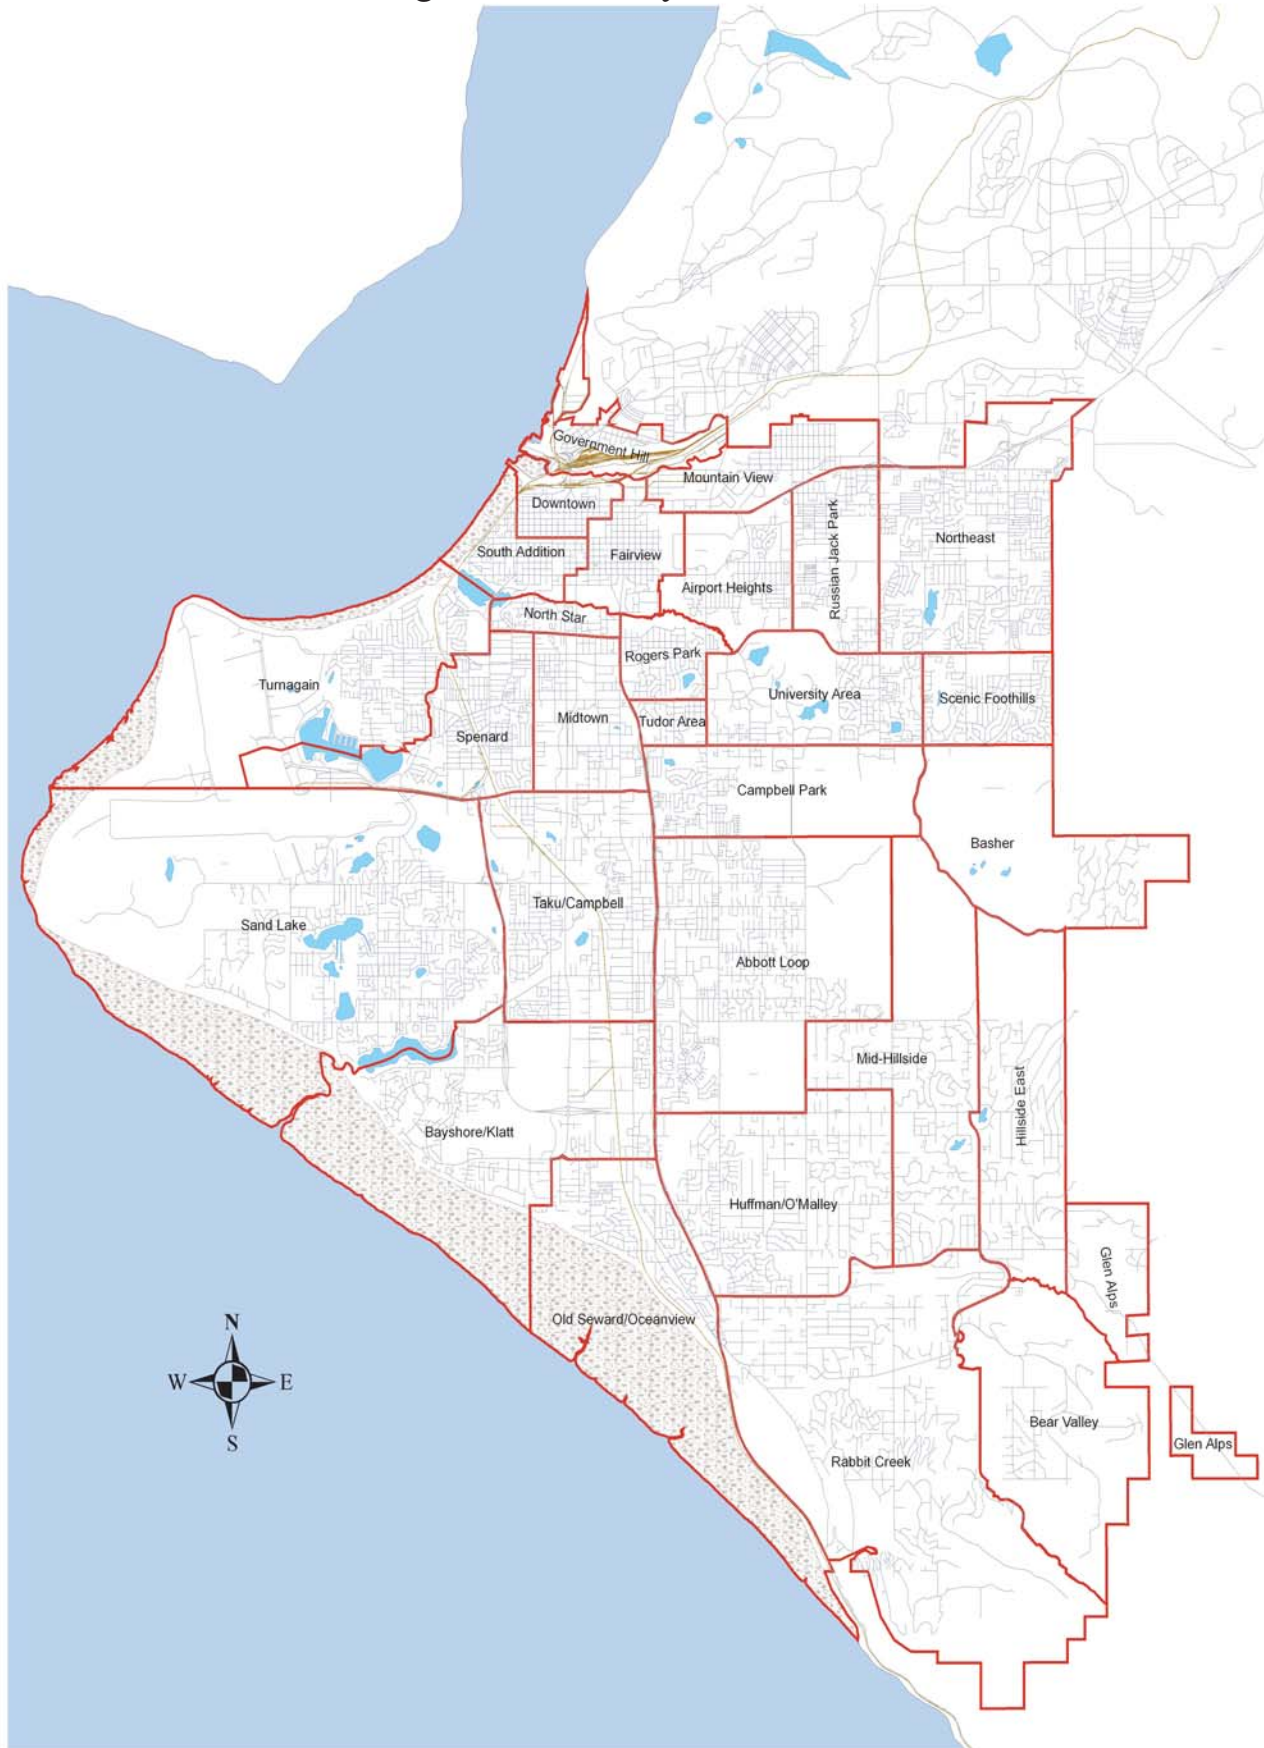 Government Hill
Mountain View
Downtown
Russian Jack Park
Northeast
South Addition
Fairview
Airport Heights
North Star
Rogers Park
Turnagain
University Area
Scenic Foothills
Midtown
Tudor Area
Spenard
Campbell Park
Basher
Taku/Campbell
Sand Lake
Abbott Loop
Mid-Hillside
Hillside East
Bayshore/Klatt
Huffman/O'Malley
Glen Alps
Old Seward/Oceanview
N
W
E
S
Bear Valley
Glen Alps
Rabbit Creek